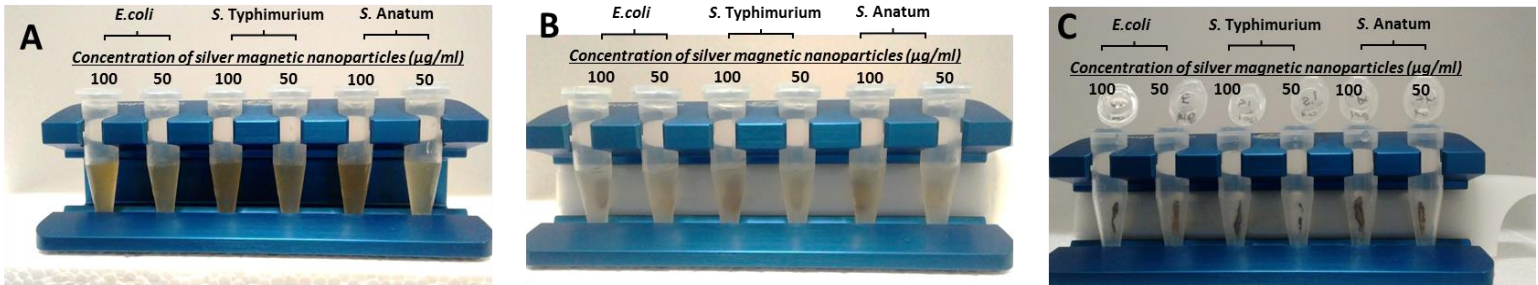 A
E.coli S. Typhimurium S. Anatum
Concentration of silver magnetic nanoparticles (µg/ml)
100 50 100 50 100 50
B
E.coli S. Typhimurium S. Anatum
Concentration of silver magnetic nanoparticles (µg/ml)
100 50 100 50 100 50
C
E.coli S. Typhimurium S. Anatum
Concentration of silver magnetic nanoparticles (µg/ml)
100 50 100 50 100 50